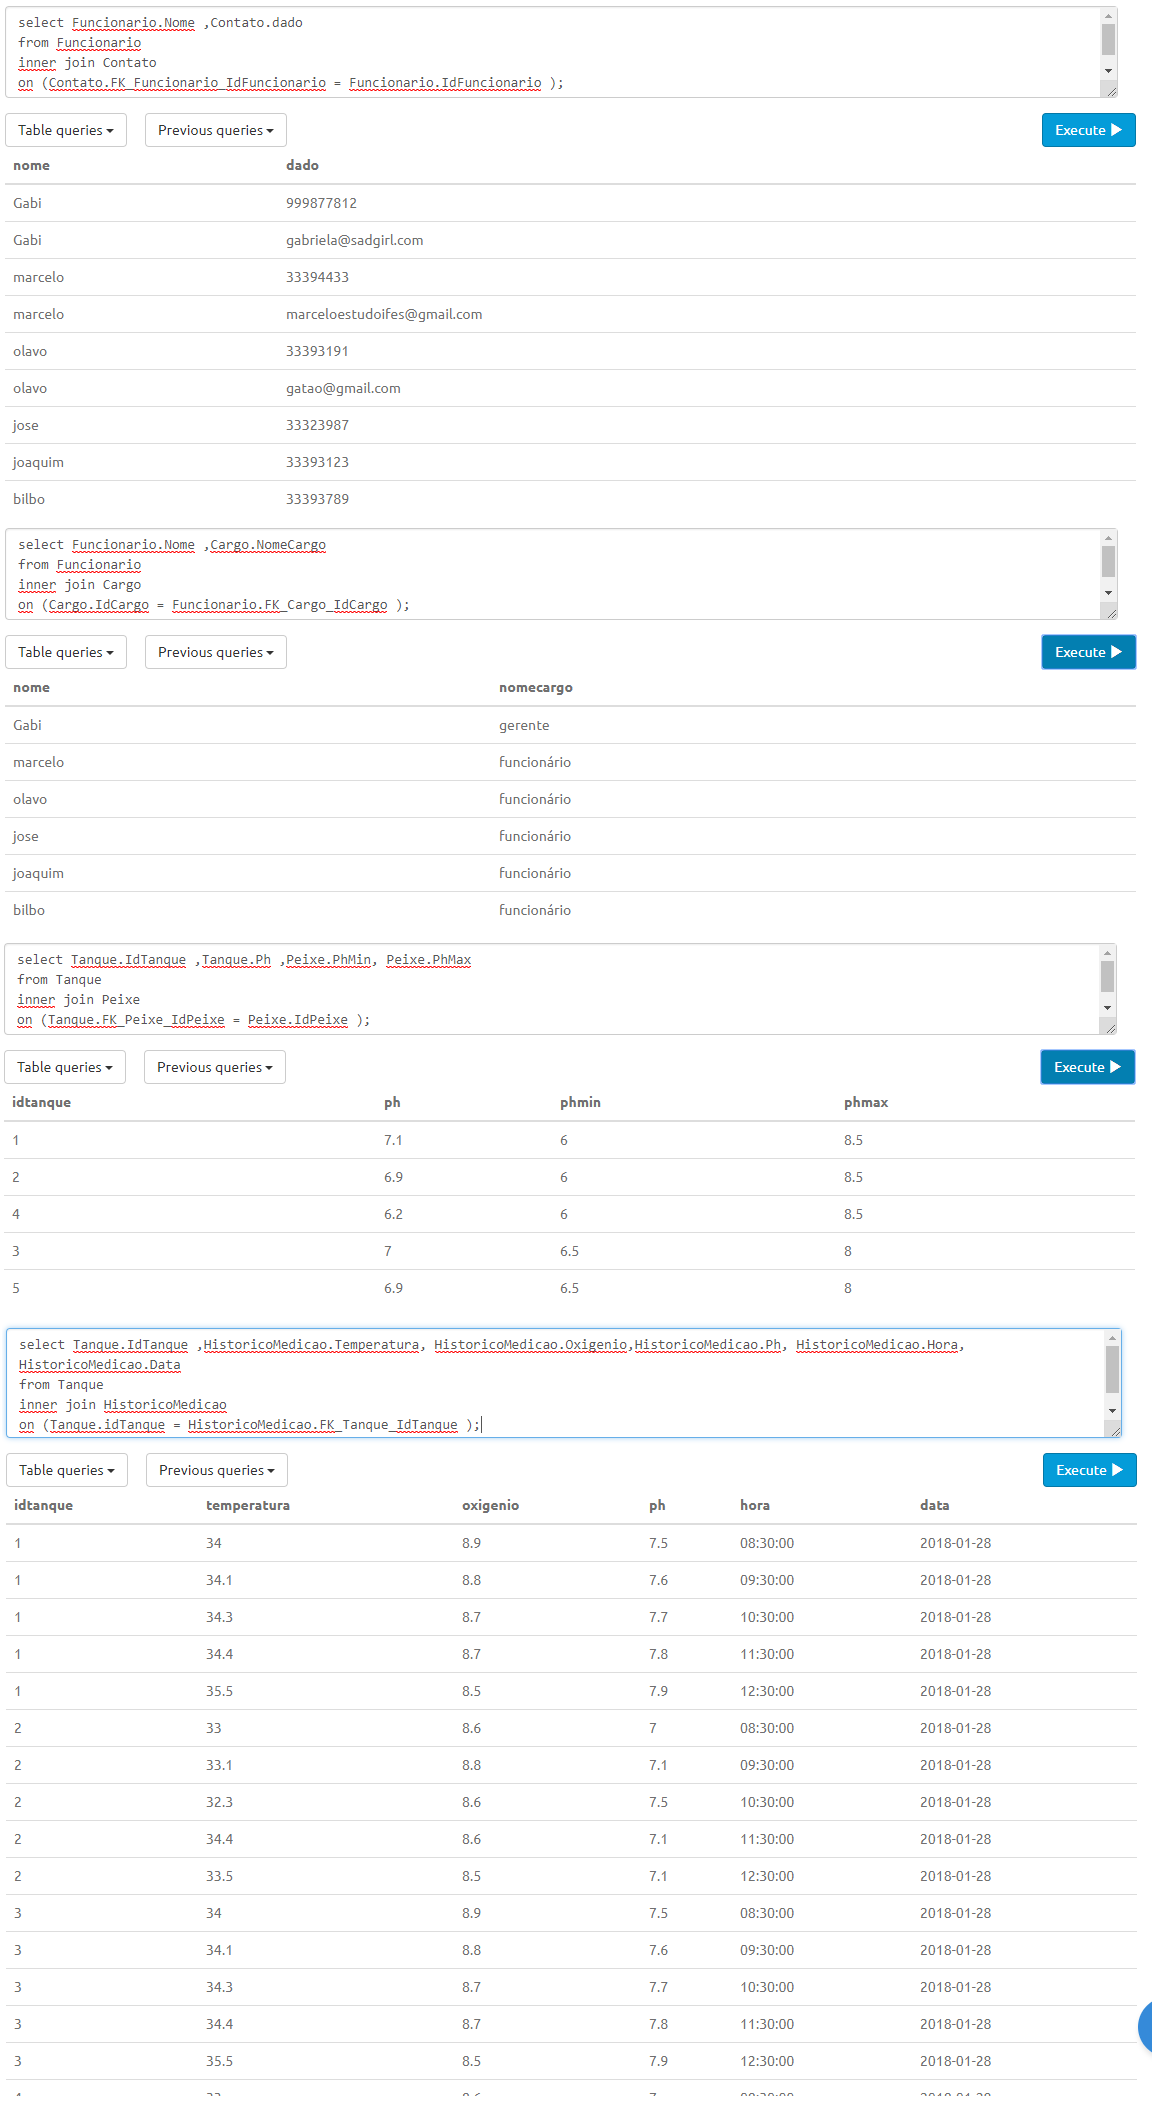 select Funcionario.Nome ,Contato.dado
from Funcionario
inner join Contato
on (Contato.FK_Funcionario_IdFuncionario = Funcionario.IdFuncionario );
Table queries Previous queries Execute
nome dado
Gabi 999877812
Gabi gabriela@sadgirl.com
marcelo 33394433
marcelo marceloestudoifes@gmail.com
olavo 33393191
olavo gatao@gmail.com
jose 33323987
joaquim 33393123
bilbo 33393789
select Funcionario.Nome ,Cargo.NomeCargo
from Funcionario
inner join Cargo
on (Cargo.IdCargo = Funcionario.FK_Cargo_IdCargo );
Table queries Previous queries Execute
nome nomecargo
Gabi gerente
marcelo funcionário
olavo funcionário
jose funcionário
joaquim funcionário
bilbo funcionário
select Tanque.IdTanque ,Tanque.Ph ,Peixe.PhMin, Peixe.PhMax
from Tanque
inner join Peixe
on (Tanque.FK_Peixe_IdPeixe = Peixe.IdPeixe );
Table queries Previous queries Execute
idtanque ph phmin phmax
1 7.1 6 8.5
2 6.9 6 8.5
4 6.2 6 8.5
3 7 6.5 8
5 6.9 6.5 8
select Tanque.IdTanque ,HistoricoMedicao.Temperatura, HistoricoMedicao.Oxigenio,HistoricoMedicao.Ph, HistoricoMedicao.Hora,
HistoricoMedicao.Data
from Tanque
inner join HistoricoMedicao
on (Tanque.idTanque = HistoricoMedicao.FK_Tanque_IdTanque );
Table queries Previous queries Execute
idtanque temperatura oxigenio ph hora data
1 34 8.9 7.5 08:30:00 2018-01-28
1 34.1 8.8 7.6 09:30:00 2018-01-28
1 34.3 8.7 7.7 10:30:00 2018-01-28
1 34.4 8.7 7.8 11:30:00 2018-01-28
1 35.5 8.5 7.9 12:30:00 2018-01-28
2 33 8.6 7 08:30:00 2018-01-28
2 33.1 8.8 7.1 09:30:00 2018-01-28
2 32.3 8.6 7.5 10:30:00 2018-01-28
2 34.4 8.6 7.1 11:30:00 2018-01-28
2 33.5 8.5 7.1 12:30:00 2018-01-28
3 34 8.9 7.5 08:30:00 2018-01-28
3 34.1 8.8 7.6 09:30:00 2018-01-28
3 34.3 8.7 7.7 10:30:00 2018-01-28
3 34.4 8.7 7.8 11:30:00 2018-01-28
3 35.5 8.5 7.9 12:30:00 2018-01-28